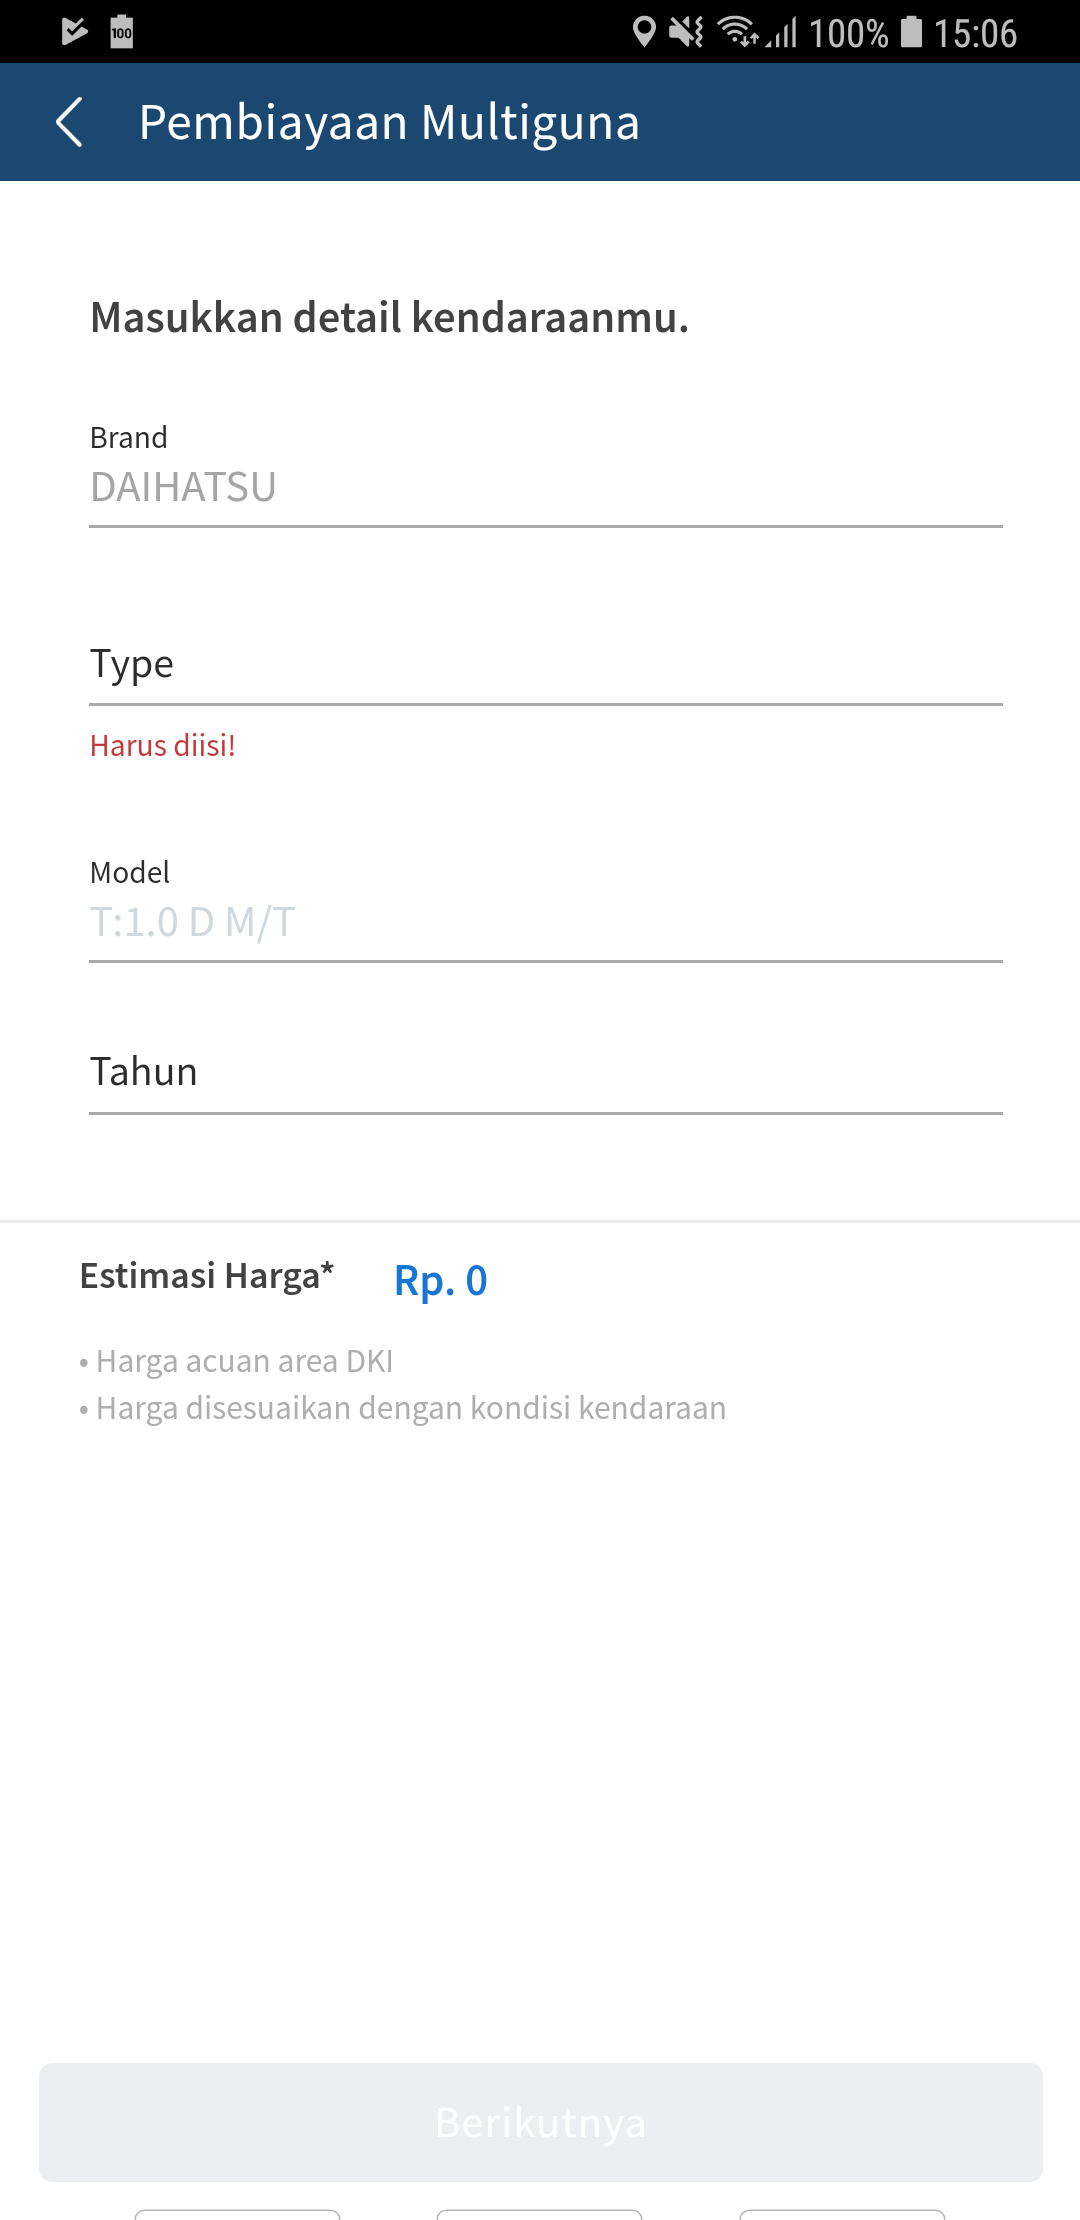 100
100% 15:06
Pembiayaan Multiguna
Masukkan detail kendaraanmu.
Brand
DAIHATSU
Type
Harus diisi!
Model
T:1.0 D M/T
Tahun
Estimasi Harga* Rp. 0
• Harga acuan area DKI
• Harga disesuaikan dengan kondisi kendaraan
Berikutnya